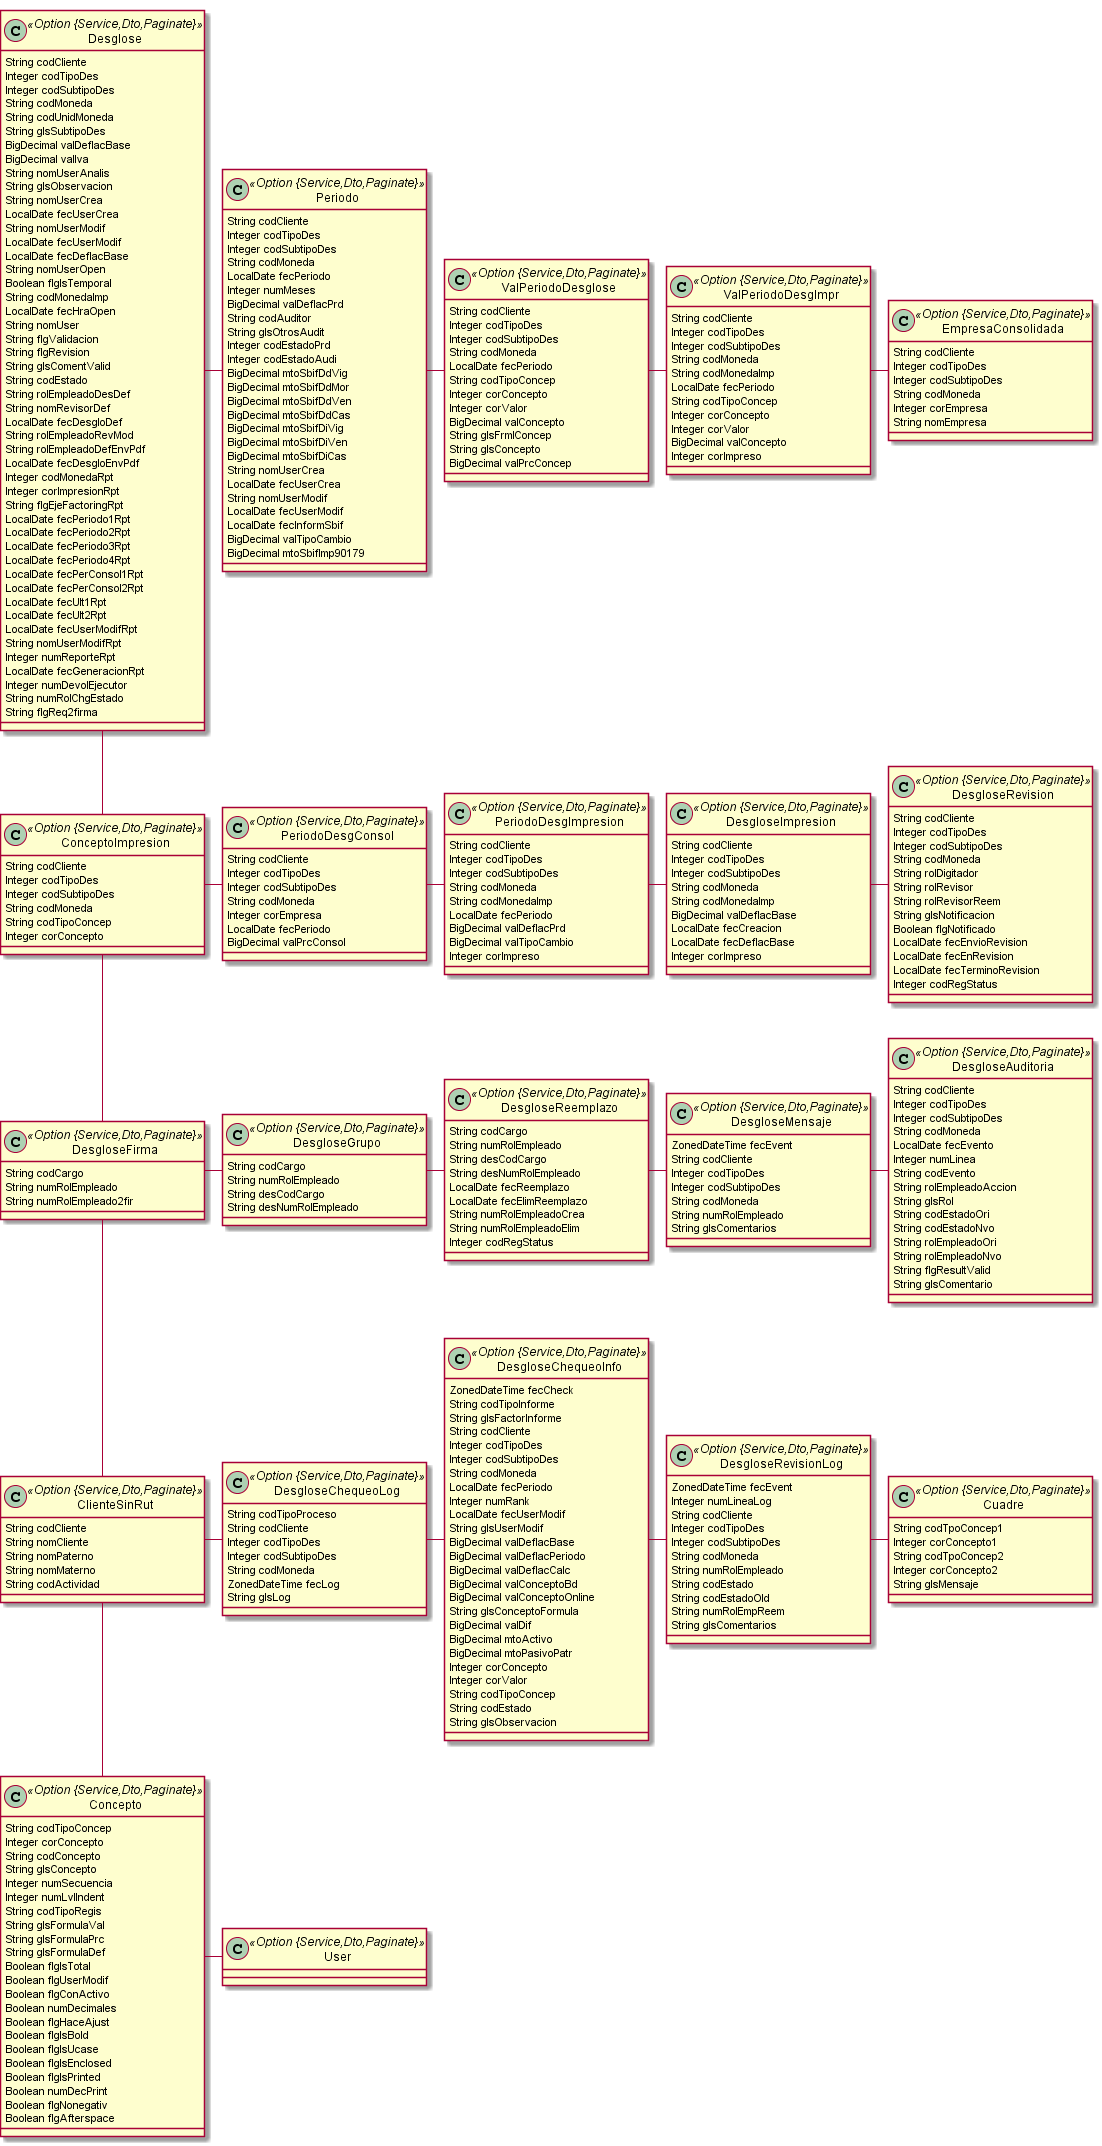 C «Option {Service,Dto,Paginate}»
Desglose
String codCliente
Integer codTipoDes
Integer codSubtipoDes
String codMoneda
String codUnidMoneda
String glsSubtipoDes
BigDecimal valDeflacBase
BigDecimal valIva
String nomUserAnalis
String glsObservacion
String nomUserCrea
LocalDate fecUserCrea
String nomUserModif
LocalDate fecUserModif
LocalDate fecDeflacBase
String nomUserOpen
Boolean flgIsTemporal
String codMonedaImp
LocalDate fecHraOpen
String nomUser
String flgValidacion
String flgRevision
String glsComentValid
String codEstado
String rolEmpleadoDesDef
String nomRevisorDef
LocalDate fecDesgloDef
String rolEmpleadoRevMod
String rolEmpleadoDefEnvPdf
LocalDate fecDesgloEnvPdf
Integer codMonedaRpt
Integer corImpresionRpt
String flgEjeFactoringRpt
LocalDate fecPeriodo1Rpt
LocalDate fecPeriodo2Rpt
LocalDate fecPeriodo3Rpt
LocalDate fecPeriodo4Rpt
LocalDate fecPerConsol1Rpt
LocalDate fecPerConsol2Rpt
LocalDate fecUlt1Rpt
LocalDate fecUlt2Rpt
LocalDate fecUserModifRpt
String nomUserModifRpt
Integer numReporteRpt
LocalDate fecGeneracionRpt
Integer numDevolEjecutor
String numRolChgEstado
String flgReq2firma
C «Option {Service,Dto,Paginate}»
Periodo
String codCliente
Integer codTipoDes
Integer codSubtipoDes
String codMoneda
LocalDate fecPeriodo
Integer numMeses
BigDecimal valDeflacPrd
String codAuditor
String glsOtrosAudit
Integer codEstadoPrd
Integer codEstadoAudi
BigDecimal mtoSbifDdVig
BigDecimal mtoSbifDdMor
BigDecimal mtoSbifDdVen
BigDecimal mtoSbifDdCas
BigDecimal mtoSbifDiVig
BigDecimal mtoSbifDiVen
BigDecimal mtoSbifDiCas
String nomUserCrea
LocalDate fecUserCrea
String nomUserModif
LocalDate fecUserModif
LocalDate fecInformSbif
BigDecimal valTipoCambio
BigDecimal mtoSbifImp90179
C «Option {Service,Dto,Paginate}»
ValPeriodoDesglose
String codCliente
Integer codTipoDes
Integer codSubtipoDes
String codMoneda
LocalDate fecPeriodo
String codTipoConcep
Integer corConcepto
Integer corValor
BigDecimal valConcepto
String glsFrmlConcep
String glsConcepto
BigDecimal valPrcConcep
C «Option {Service,Dto,Paginate}»
ValPeriodoDesgImpr
String codCliente
Integer codTipoDes
Integer codSubtipoDes
String codMoneda
String codMonedaImp
LocalDate fecPeriodo
String codTipoConcep
Integer corConcepto
Integer corValor
BigDecimal valConcepto
Integer corImpreso
C «Option {Service,Dto,Paginate}»
EmpresaConsolidada
String codCliente
Integer codTipoDes
Integer codSubtipoDes
String codMoneda
Integer corEmpresa
String nomEmpresa
C «Option {Service,Dto,Paginate}»
ConceptoImpresion
String codCliente
Integer codTipoDes
Integer codSubtipoDes
String codMoneda
String codTipoConcep
Integer corConcepto
C «Option {Service,Dto,Paginate}»
PeriodoDesgConsol
String codCliente
Integer codTipoDes
Integer codSubtipoDes
String codMoneda
Integer corEmpresa
LocalDate fecPeriodo
BigDecimal valPrcConsol
C «Option {Service,Dto,Paginate}»
PeriodoDesgImpresion
String codCliente
Integer codTipoDes
Integer codSubtipoDes
String codMoneda
String codMonedaImp
LocalDate fecPeriodo
BigDecimal valDeflacPrd
BigDecimal valTipoCambio
Integer corImpreso
C «Option {Service,Dto,Paginate}»
DesgloseImpresion
String codCliente
Integer codTipoDes
Integer codSubtipoDes
String codMoneda
String codMonedaImp
BigDecimal valDeflacBase
LocalDate fecCreacion
LocalDate fecDeflacBase
Integer corImpreso
C «Option {Service,Dto,Paginate}»
DesgloseRevision
String codCliente
Integer codTipoDes
Integer codSubtipoDes
String codMoneda
String rolDigitador
String rolRevisor
String rolRevisorReem
String glsNotificacion
Boolean flgNotificado
LocalDate fecEnvioRevision
LocalDate fecEnRevision
LocalDate fecTerminoRevision
Integer codRegStatus
C «Option {Service,Dto,Paginate}»
DesgloseFirma
String codCargo
String numRolEmpleado
String numRolEmpleado2fir
C «Option {Service,Dto,Paginate}»
DesgloseGrupo
String codCargo
String numRolEmpleado
String desCodCargo
String desNumRolEmpleado
C «Option {Service,Dto,Paginate}»
DesgloseReemplazo
String codCargo
String numRolEmpleado
String desCodCargo
String desNumRolEmpleado
LocalDate fecReemplazo
LocalDate fecElimReemplazo
String numRolEmpleadoCrea
String numRolEmpleadoElim
Integer codRegStatus
C «Option {Service,Dto,Paginate}»
DesgloseMensaje
ZonedDateTime fecEvent
String codCliente
Integer codTipoDes
Integer codSubtipoDes
String codMoneda
String numRolEmpleado
String glsComentarios
C «Option {Service,Dto,Paginate}»
DesgloseAuditoria
String codCliente
Integer codTipoDes
Integer codSubtipoDes
String codMoneda
LocalDate fecEvento
Integer numLinea
String codEvento
String rolEmpleadoAccion
String glsRol
String codEstadoOri
String codEstadoNvo
String rolEmpleadoOri
String rolEmpleadoNvo
String flgResultValid
String glsComentario
C «Option {Service,Dto,Paginate}»
ClienteSinRut
String codCliente
String nomCliente
String nomPaterno
String nomMaterno
String codActividad
C «Option {Service,Dto,Paginate}»
DesgloseChequeoLog
String codTipoProceso
String codCliente
Integer codTipoDes
Integer codSubtipoDes
String codMoneda
ZonedDateTime fecLog
String glsLog
C «Option {Service,Dto,Paginate}»
DesgloseChequeoInfo
ZonedDateTime fecCheck
String codTipoInforme
String glsFactorInforme
String codCliente
Integer codTipoDes
Integer codSubtipoDes
String codMoneda
LocalDate fecPeriodo
Integer numRank
LocalDate fecUserModif
String glsUserModif
BigDecimal valDeflacBase
BigDecimal valDeflacPeriodo
BigDecimal valDeflacCalc
BigDecimal valConceptoBd
BigDecimal valConceptoOnline
String glsConceptoFormula
BigDecimal valDif
BigDecimal mtoActivo
BigDecimal mtoPasivoPatr
Integer corConcepto
Integer corValor
String codTipoConcep
String codEstado
String glsObservacion
C «Option {Service,Dto,Paginate}»
DesgloseRevisionLog
ZonedDateTime fecEvent
Integer numLineaLog
String codCliente
Integer codTipoDes
Integer codSubtipoDes
String codMoneda
String numRolEmpleado
String codEstado
String codEstadoOld
String numRolEmpReem
String glsComentarios
C «Option {Service,Dto,Paginate}»
Cuadre
String codTpoConcep1
Integer corConcepto1
String codTpoConcep2
Integer corConcepto2
String glsMensaje
C «Option {Service,Dto,Paginate}»
Concepto
String codTipoConcep
Integer corConcepto
String codConcepto
String glsConcepto
Integer numSecuencia
Integer numLvlIndent
String codTipoRegis
String glsFormulaVal
String glsFormulaPrc
String glsFormulaDef
Boolean flgIsTotal
Boolean flgUserModif
Boolean flgConActivo
Boolean numDecimales
Boolean flgHaceAjust
Boolean flgIsBold
Boolean flgIsUcase
Boolean flgIsEnclosed
Boolean flgIsPrinted
Boolean numDecPrint
Boolean flgNonegativ
Boolean flgAfterspace
C «Option {Service,Dto,Paginate}»
User